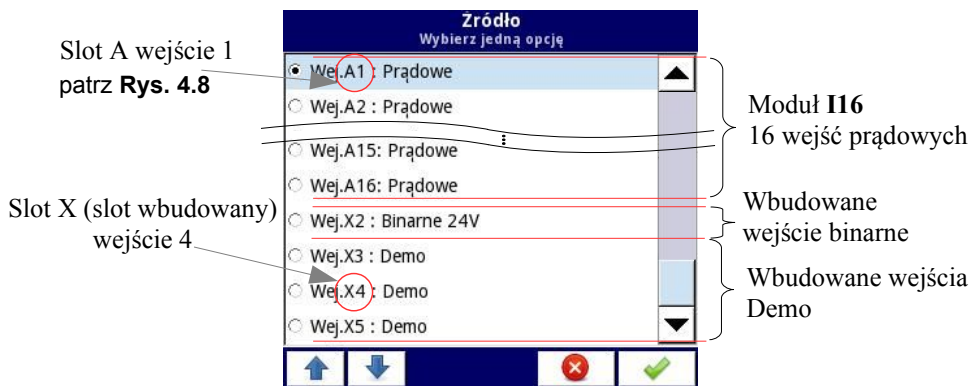 Źródło
Wybierz jedną opcję
Slot A wejście 1
patrz Rys. 4.8
Wej.A1 : Prądowe
Wej.A2 : Prądowe
Wej.A15: Prądowe
Wej.A16: Prądowe
Moduł I16
16 wejść prądowych
Slot X (slot wbudowany)
wejście 4
Wej.X2 : Binarne 24V
Wbudowane
wejście binarne
Wej.X3 : Demo
Wej.X4 : Demo
Wej.X5 : Demo
Wbudowane wejścia
Demo